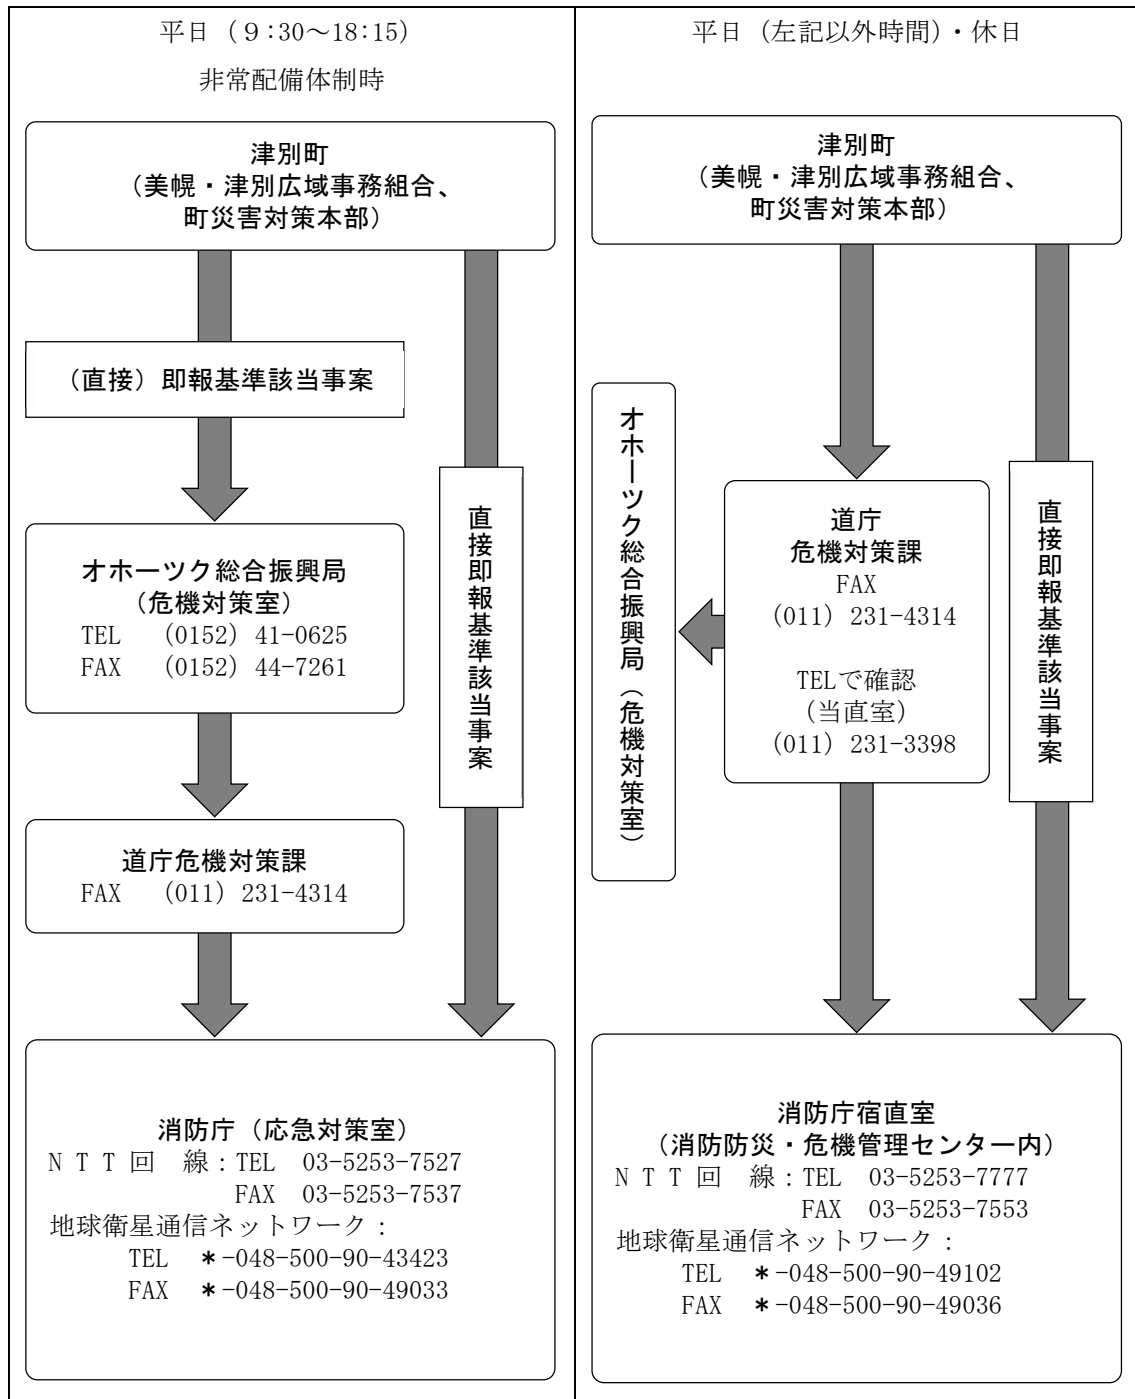 平日（９:30～18:15）
非常配備体制時
津別町
（美幌・津別広域事務組合、
町災害対策本部）
（直接）即報基準該当事案
直接即報基準該当事案
オホーツク総合振興局
（危機対策室）
TEL （0152）41-0625
FAX （0152）44-7261
道庁危機対策課
FAX （011）231-4314
消防庁（応急対策室）
ＮＴＴ回 線：TEL 03-5253-7527
FAX 03-5253-7537
地球衛星通信ネットワーク：
TEL ＊-048-500-90-43423
FAX ＊-048-500-90-49033
平日（左記以外時間）・休日
津別町
（美幌・津別広域事務組合、
町災害対策本部）
オホーツク総合振興局（危機対策室）
道庁
危機対策課
FAX
（011）231-4314
TELで確認
（当直室）
（011）231-3398
直接即報基準該当事案
消防庁宿直室
（消防防災・危機管理センター内）
ＮＴＴ回 線：TEL 03-5253-7777
FAX 03-5253-7553
地球衛星通信ネットワーク：
TEL ＊-048-500-90-49102
FAX ＊-048-500-90-49036